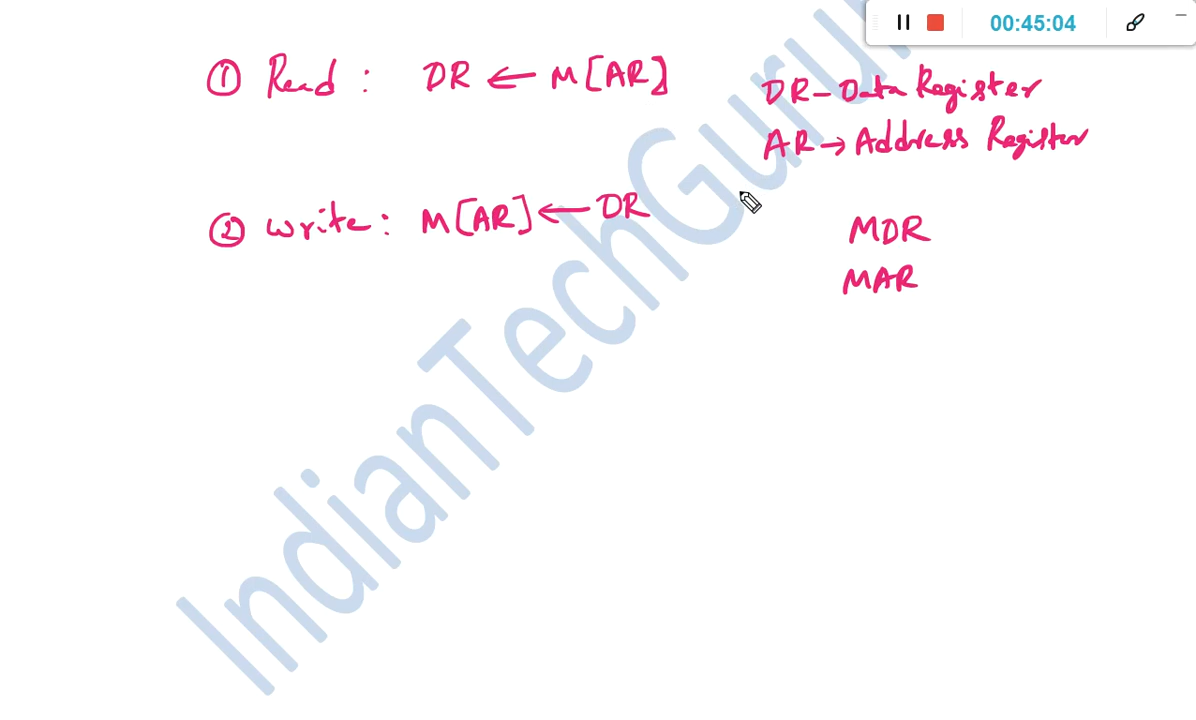 00:45:04
① Read : DR ← M[AR]
DR – Data Register
AR → Address Register
② Write : M[AR] ← DR
MDR
MAR
IndianTechGuru